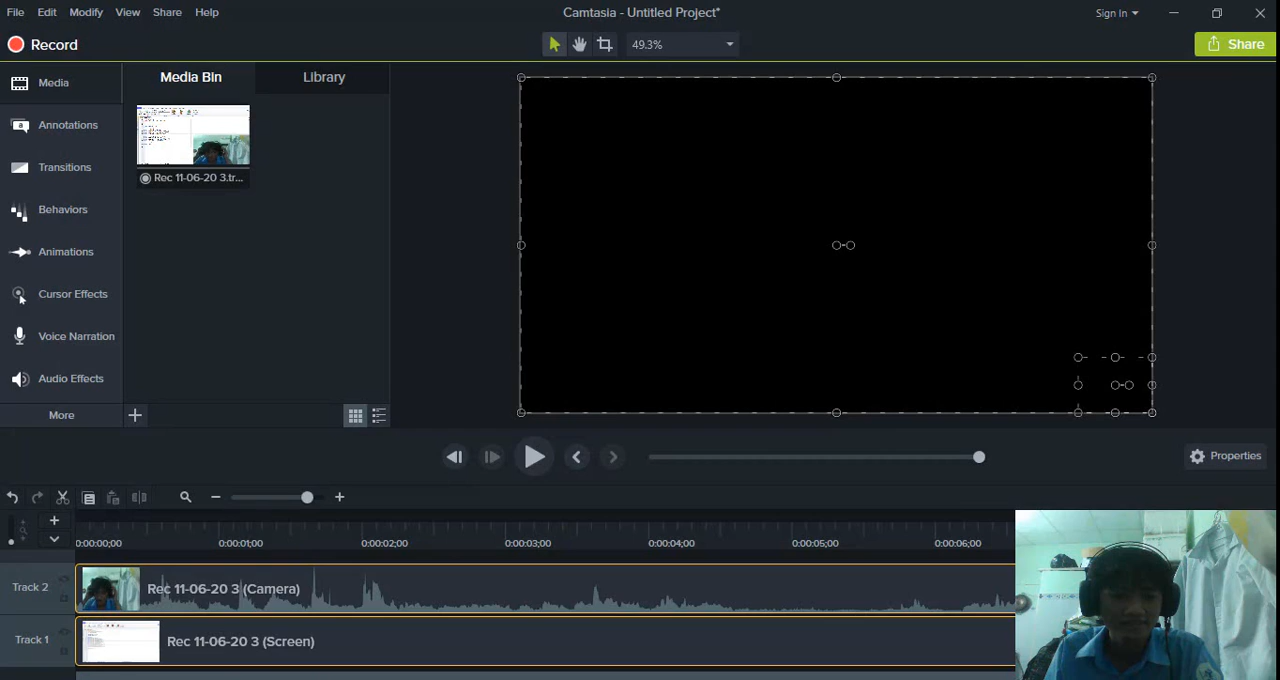 File Edit Modify View Share Help
Camtasia - Untitled Project*
Sign In
Record
49.3%
Share
Media
Media Bin
Library
Annotations
Rec 11-06-20 3.tr...
Transitions
Behaviors
Animations
Cursor Effects
Voice Narration
Audio Effects
More
Properties
0:00:00;00 0:00:01;00 0:00:02;00 0:00:03;00 0:00:04;00 0:00:05;00 0:00:06;00
Track 2
Rec 11-06-20 3 (Camera)
Track 1
Rec 11-06-20 3 (Screen)